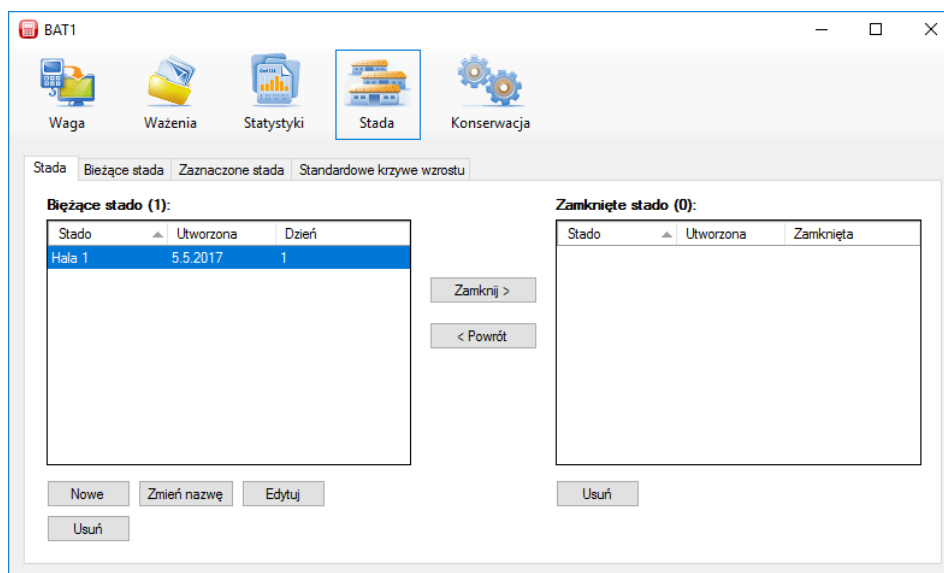 BAT1
Waga Ważenia Statystyki Stada Konserwacja
Stada Bieżące stada Zaznaczone stada Standardowe krzywe wzrostu
Biężące stado (1):
Stado Utworzona Dzień
Hala 1 5.5.2017 1
Zamknij >
< Powrót
Nowe Zmień nazwę Edytuj
Usuń
Zamknięte stado (0):
Stado Utworzona Zamknięta
Usuń